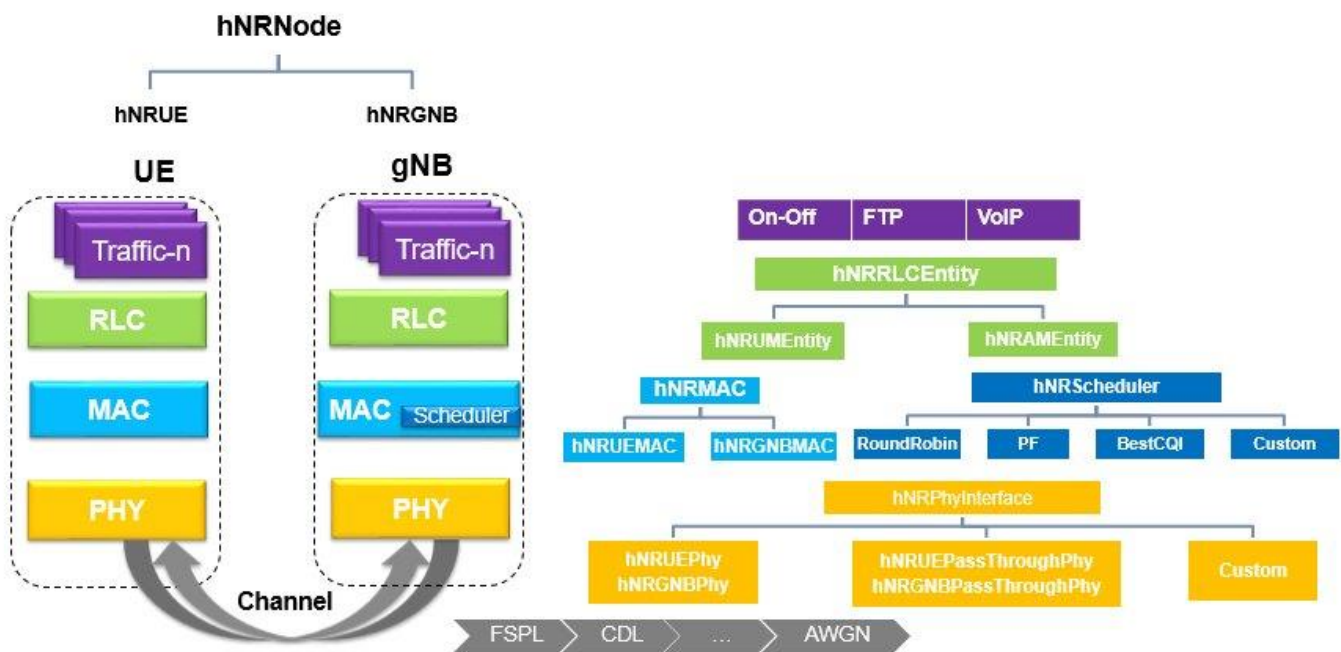 hNRNode
hNRUE
hNRGNB
UE
gNB
Traffic-n
Traffic-n
RLC
RLC
MAC
MAC
Scheduler
PHY
PHY
Channel
On-Off
FTP
VoIP
hNRRLCEntity
hNRUMEntity
hNRAMEntity
hNRMAC
hNRScheduler
hNRUEMAC
hNRGNBMAC
RoundRobin
PF
BestCQI
Custom
hNRPhyInterface
hNRUEPhy
hNRGNBPhy
hNRUEPassThroughPhy
hNRGNBPassThroughPhy
Custom
FSPL
CDL
...
AWGN